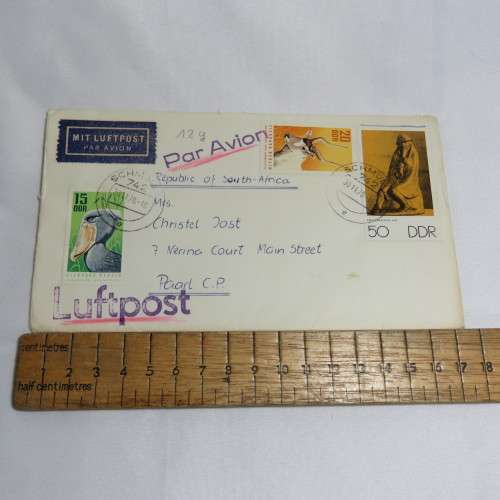 MIT LUFTPOST
PAR AVION
12g
Par Avion
20
DDR
50 DDR
15
DDR
742
Republic of South-Africa
Mrs.
Christel Jost
7 Nerina Court Main Street
Paarl C.P.
Luftpost
centimetres
1 2 3 4 5 6 7 8 9 10 11 12 13 14 15 16 17 18
half centimetres